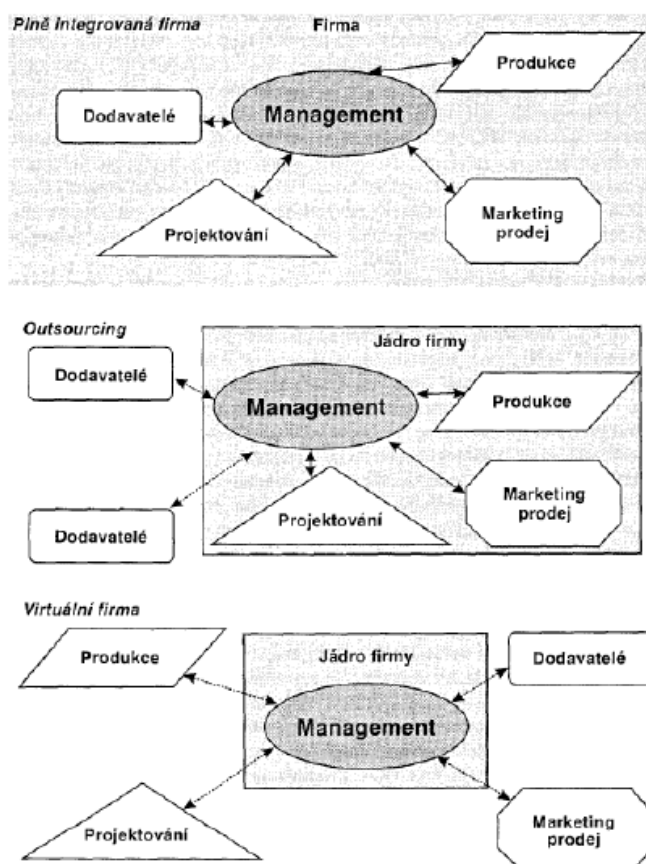 Plně integrovaná firma
Firma
Produkce
Dodavatelé
Management
Projektování
Marketing
prodej
Outsourcing
Jádro firmy
Dodavatelé
Management
Produkce
Marketing
prodej
Projektování
Dodavatelé
Virtuální firma
Produkce
Jádro firmy
Dodavatelé
Management
Projektování
Marketing
prodej